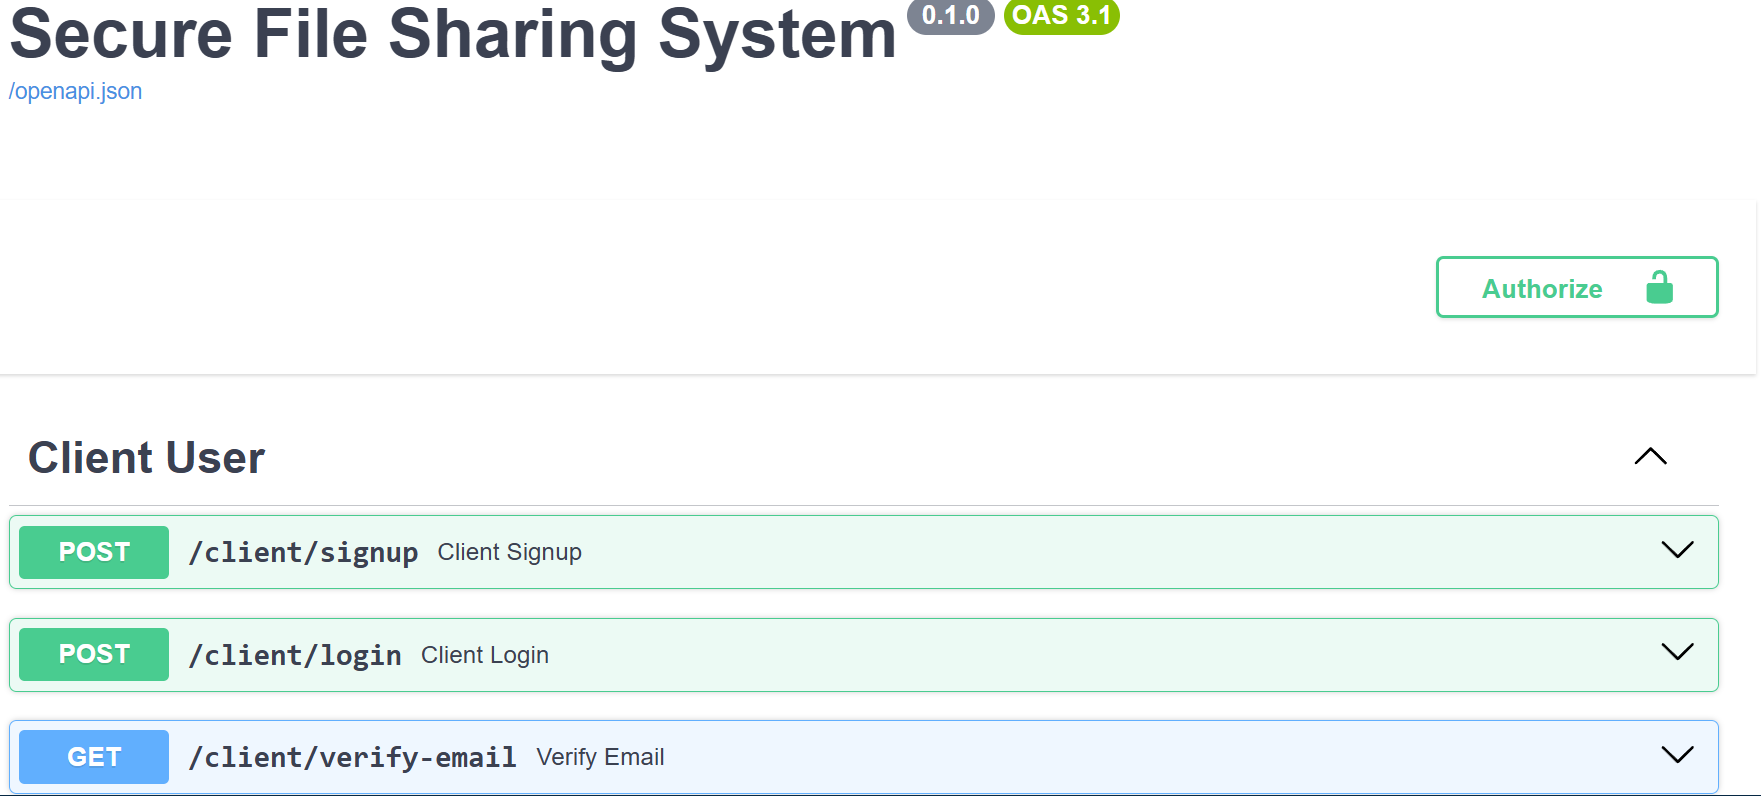 Secure File Sharing System 0.1.0 OAS 3.1
/openapi.json
Authorize
Client User
POST /client/signup Client Signup
POST /client/login Client Login
GET /client/verify-email Verify Email